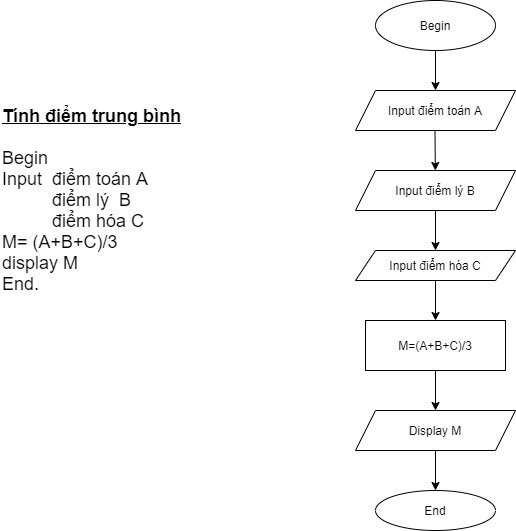 Tính điểm trung bình
Begin
Input điểm toán A
điểm lý B
điểm hóa C
M= (A+B+C)/3
display M
End.
Begin
Input điểm toán A
Input điểm lý B
Input điểm hóa C
M=(A+B+C)/3
Display M
End